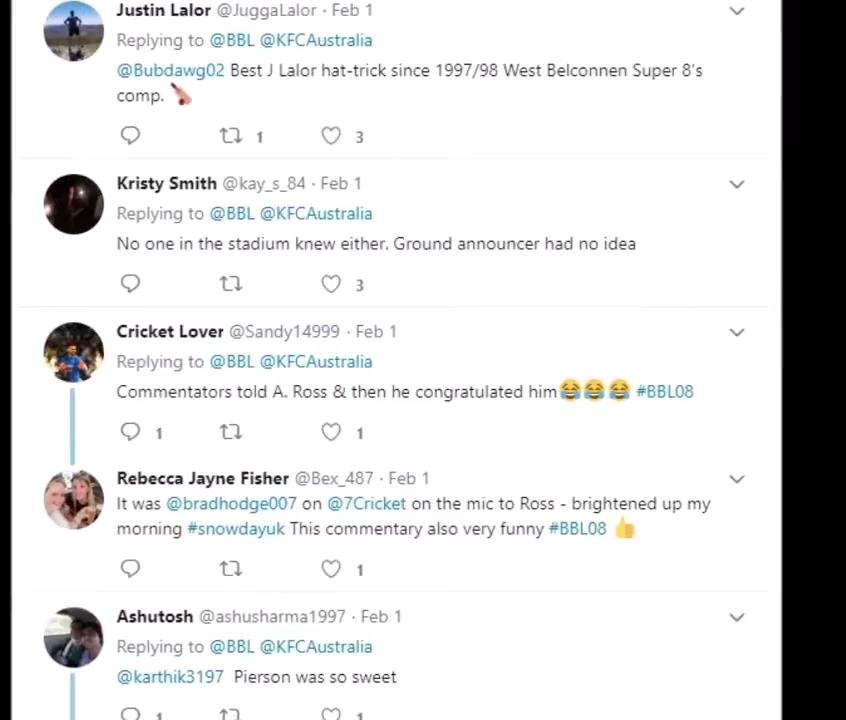 Justin Lalor @JuggaLalor · Feb 1
Replying to @BBL @KFCAustralia
@Bubdawg02 Best J Lalor hat-trick since 1997/98 West Belconnen Super 8's
comp. 🏏
1 3
Kristy Smith @kay_s_84 · Feb 1
Replying to @BBL @KFCAustralia
No one in the stadium knew either. Ground announcer had no idea
3
Cricket Lover @Sandy14999 · Feb 1
Replying to @BBL @KFCAustralia
Commentators told A. Ross & then he congratulated him😂😂😂 #BBL08
1 1
Rebecca Jayne Fisher @Bex_487 · Feb 1
It was @bradhodge007 on @7Cricket on the mic to Ross - brightened up my
morning #snowdayuk This commentary also very funny #BBL08 👍
1
Ashutosh @ashusharma1997 · Feb 1
Replying to @BBL @KFCAustralia
@karthik3197 Pierson was so sweet
1 1